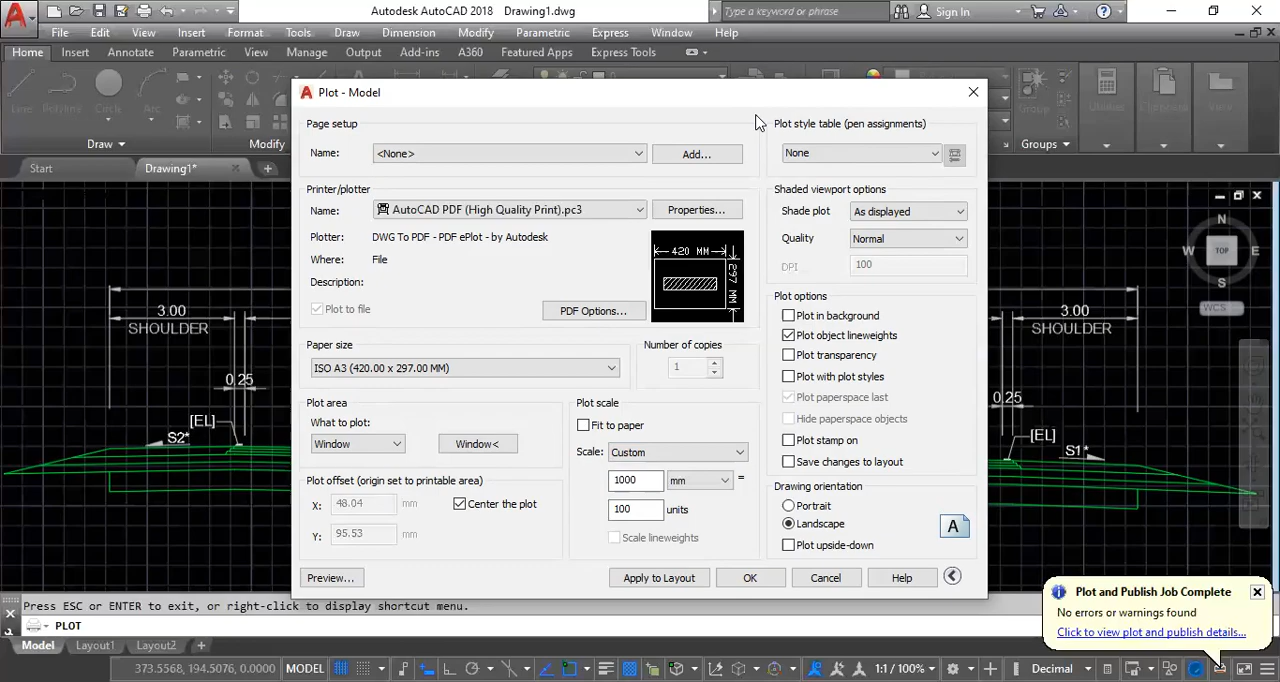 Autodesk AutoCAD 2018 Drawing1.dwg
Type a keyword or phrase
Sign In
File Edit View Insert Format Tools Draw Dimension Modify Parametric Express Window Help
Home Insert Annotate Parametric View Manage Output Add-ins A360 Featured Apps Express Tools
Line Polyline Circle Arc
Group Utilities Clipboard View
Draw Modify Groups
Start Drawing1*
Plot - Model
Page setup
Name: <None> Add...
Plot style table (pen assignments)
None
Printer/plotter
Name: AutoCAD PDF (High Quality Print).pc3 Properties...
Plotter: DWG To PDF - PDF ePlot - by Autodesk
Where: File
Description:
Plot to file
PDF Options...
420 MM
297 MM
Shaded viewport options
Shade plot As displayed
Quality Normal
DPI 100
Paper size
ISO A3 (420.00 x 297.00 MM)
Number of copies
1
Plot area
What to plot:
Window Window<
Plot offset (origin set to printable area)
X: 48.04 mm
Y: 95.53 mm
Center the plot
Plot scale
Fit to paper
Scale: Custom
1000 mm =
100 units
Scale lineweights
Plot options
Plot in background
Plot object lineweights
Plot transparency
Plot with plot styles
Plot paperspace last
Hide paperspace objects
Plot stamp on
Save changes to layout
Drawing orientation
Portrait
Landscape
Plot upside-down
A
Preview... Apply to Layout OK Cancel Help
3.00
SHOULDER
0.25
[EL]
S2*
3.00
SHOULDER
0.25
[EL]
S1*
N
W TOP E
S
WCS
Press ESC or ENTER to exit, or right-click to display shortcut menu.
PLOT
Plot and Publish Job Complete
No errors or warnings found
Click to view plot and publish details...
Model Layout1 Layout2
373.5568, 194.5076, 0.0000 MODEL 1:1 / 100% Decimal